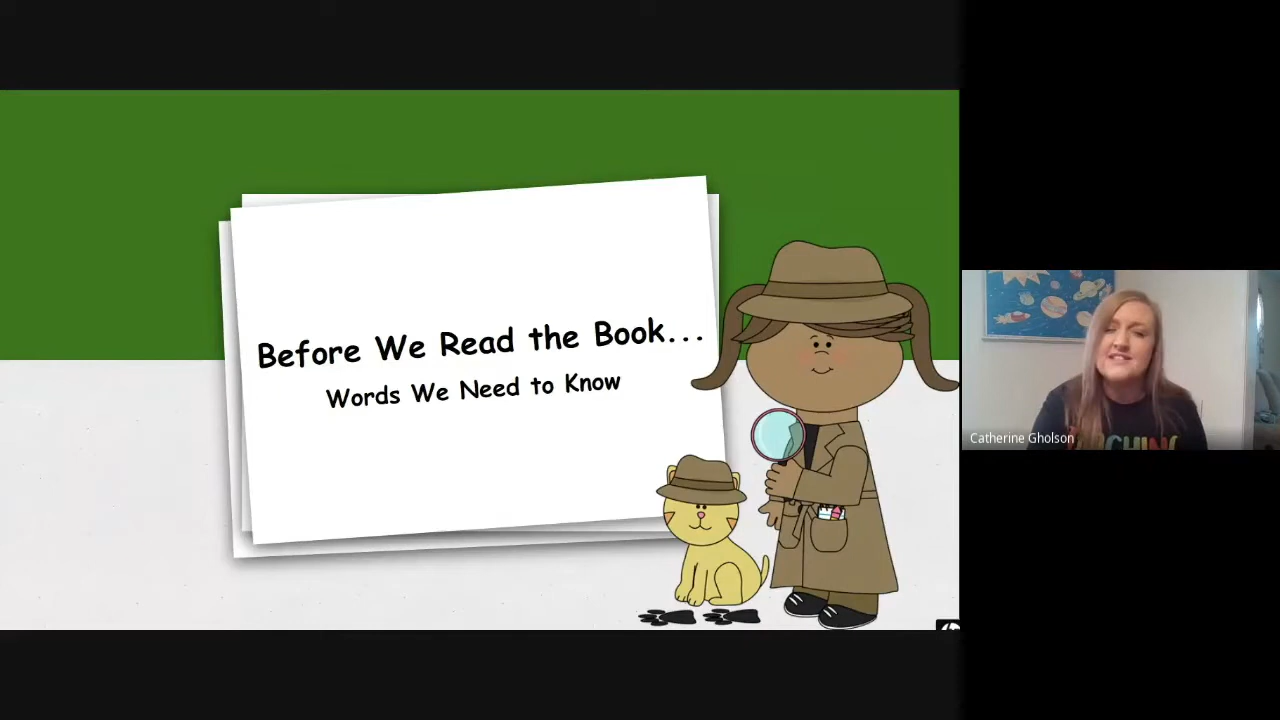 Before We Read the Book...
Words We Need to Know
Catherine Gholson